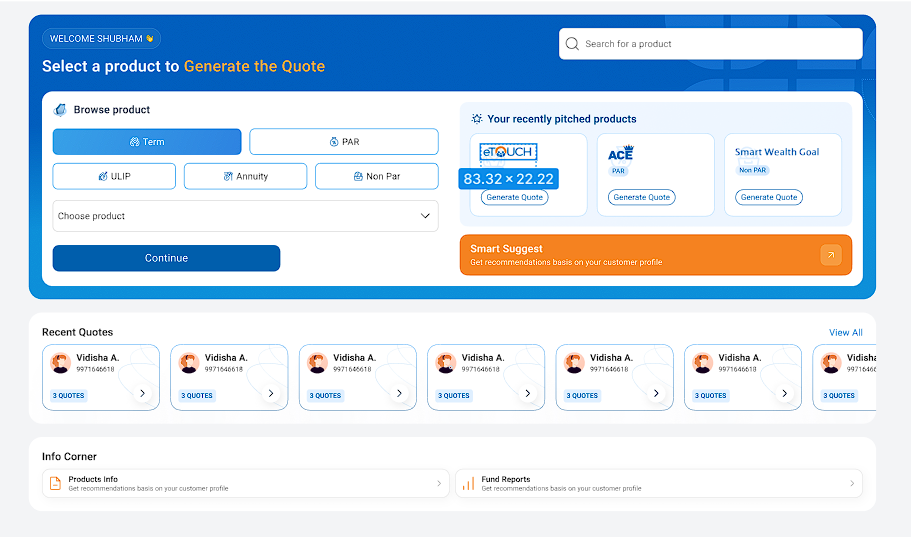 WELCOME SHUBHAM 👋
Select a product to Generate the Quote
Search for a product
Browse product
Term
PAR
ULIP
Annuity
Non Par
Choose product
Continue
Your recently pitched products
eTOUCH
83.32 × 22.22
Generate Quote
ACE
PAR
Generate Quote
Smart Wealth Goal
Non PAR
Generate Quote
Smart Suggest
Get recommendations basis on your customer profile
Recent Quotes
View All
Vidisha A.
9971646618
3 QUOTES
Vidisha A.
9971646618
3 QUOTES
Vidisha A.
9971646618
3 QUOTES
Vidisha A.
9971646618
3 QUOTES
Vidisha A.
9971646618
3 QUOTES
Vidisha A.
9971646618
3 QUOTES
Vidisha
99716466
3 QUOTES
Info Corner
Products Info
Get recommendations basis on your customer profile
Fund Reports
Get recommendations basis on your customer profile